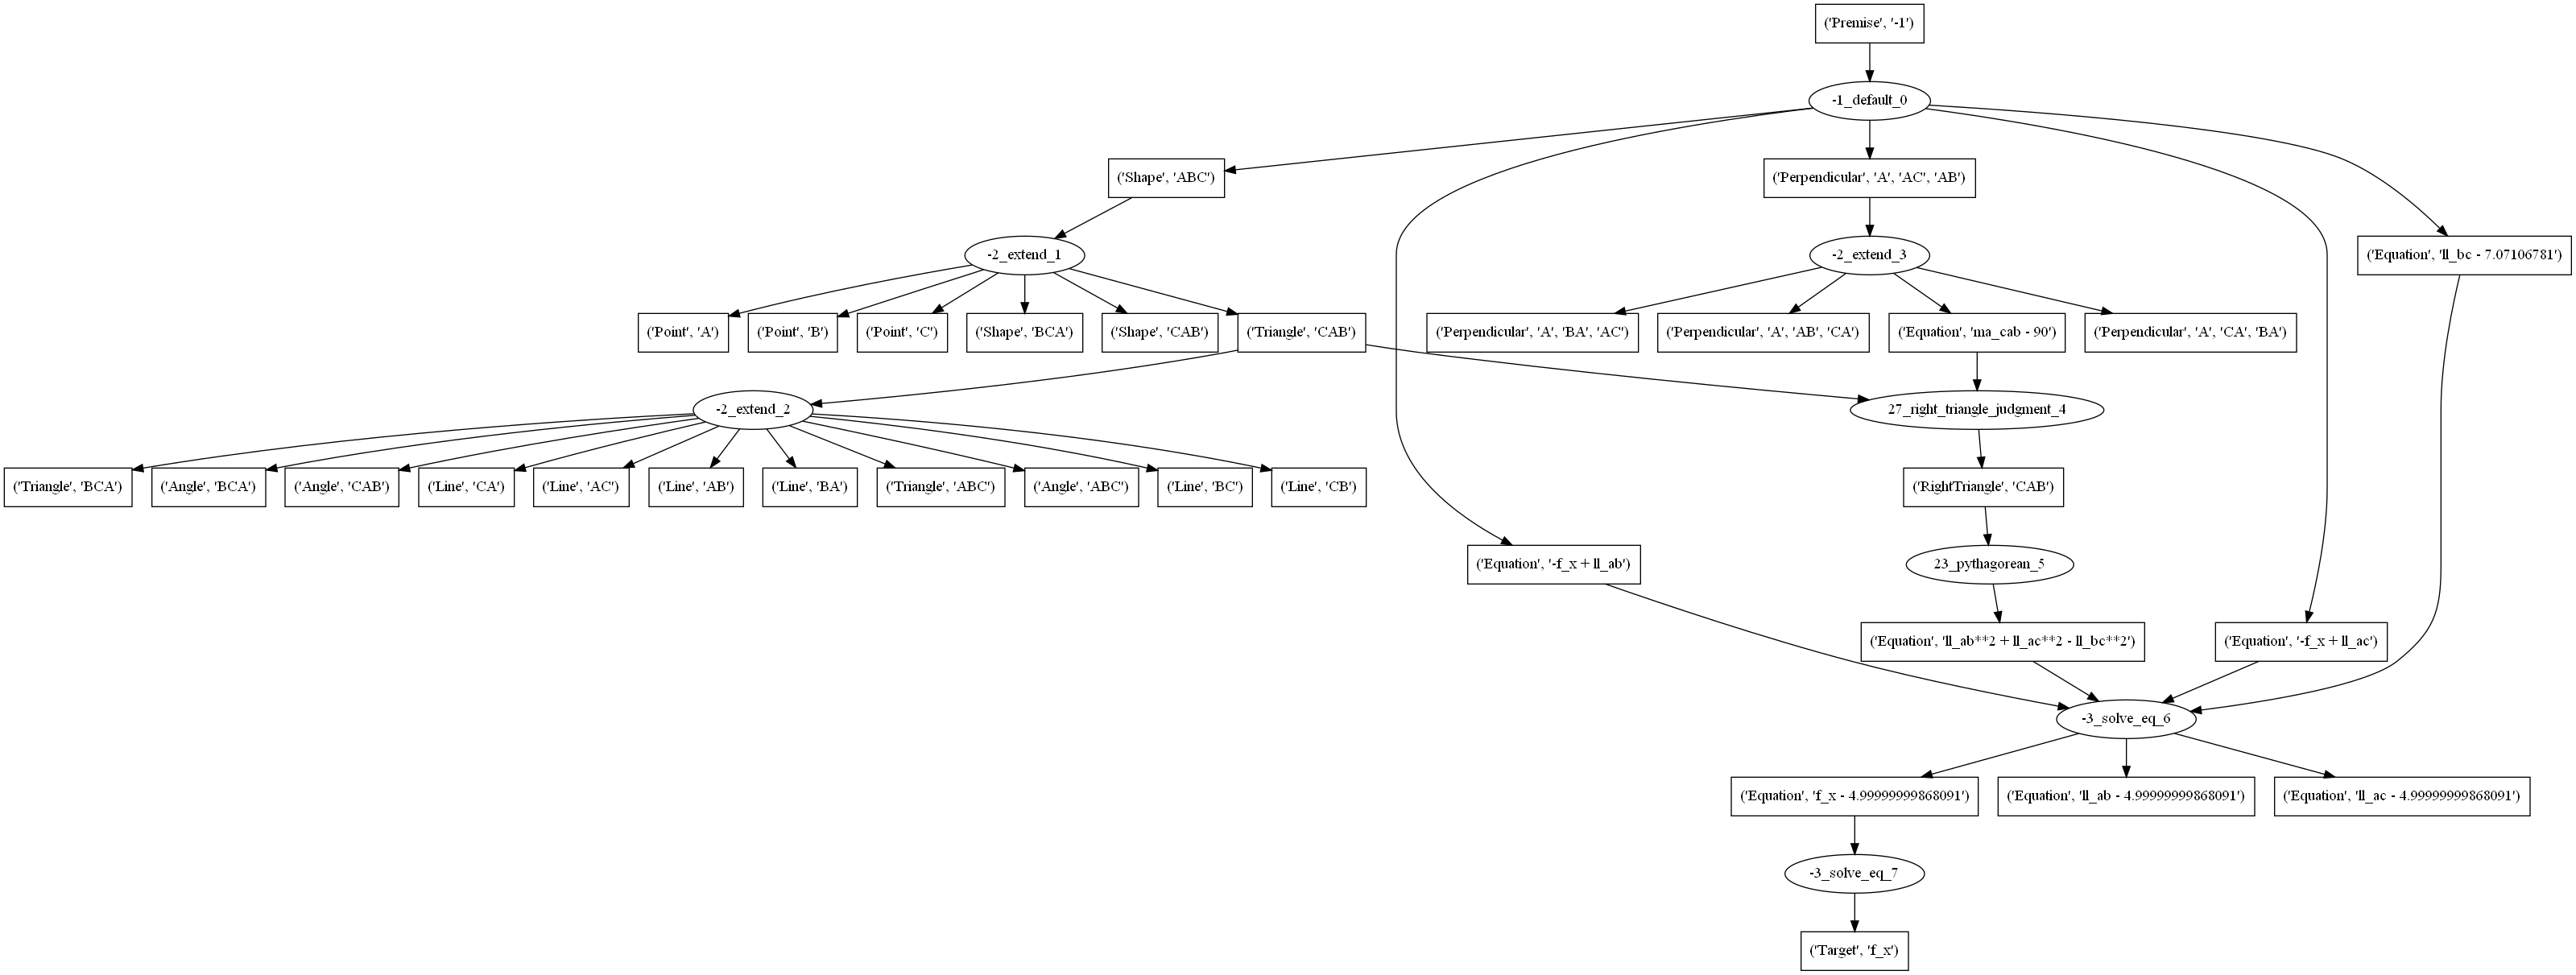 ('Premise', '-1')
-1_default_0
('Shape', 'ABC')
('Perpendicular', 'A', 'AC', 'AB')
-2_extend_1
-2_extend_3
('Equation', 'll_bc - 7.07106781')
('Point', 'A')
('Point', 'B')
('Point', 'C')
('Shape', 'BCA')
('Shape', 'CAB')
('Triangle', 'CAB')
('Perpendicular', 'A', 'BA', 'AC')
('Perpendicular', 'A', 'AB', 'CA')
('Equation', 'ma_cab - 90')
('Perpendicular', 'A', 'CA', 'BA')
-2_extend_2
27_right_triangle_judgment_4
('Triangle', 'BCA')
('Angle', 'BCA')
('Angle', 'CAB')
('Line', 'CA')
('Line', 'AC')
('Line', 'AB')
('Line', 'BA')
('Triangle', 'ABC')
('Angle', 'ABC')
('Line', 'BC')
('Line', 'CB')
('RightTriangle', 'CAB')
('Equation', '-f_x + ll_ab')
23_pythagorean_5
('Equation', 'll_ab**2 + ll_ac**2 - ll_bc**2')
('Equation', '-f_x + ll_ac')
-3_solve_eq_6
('Equation', 'f_x - 4.99999999868091')
('Equation', 'll_ab - 4.99999999868091')
('Equation', 'll_ac - 4.99999999868091')
-3_solve_eq_7
('Target', 'f_x')